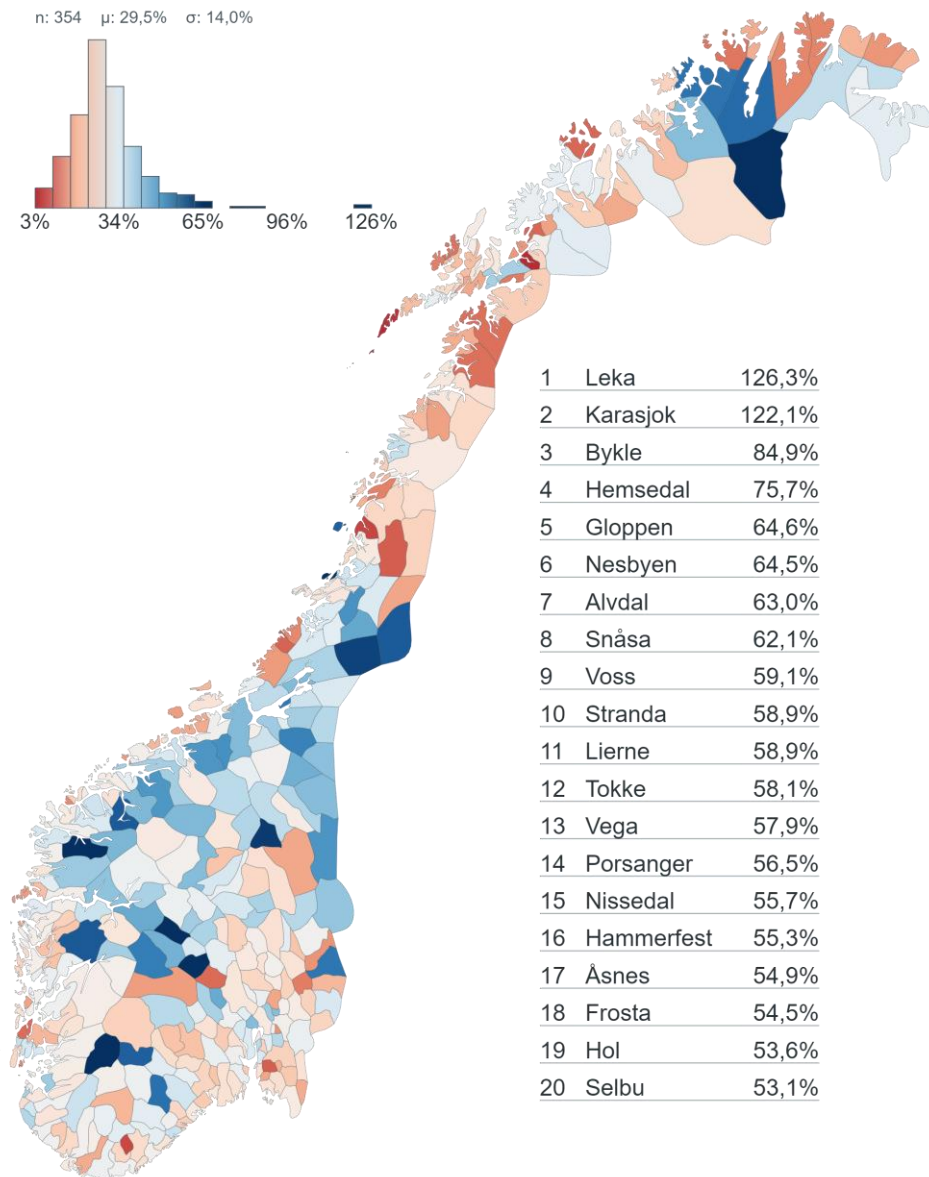 n: 354 μ: 29,5% σ: 14,0%
3% 34% 65% 96% 126%
1 Leka 126,3%
2 Karasjok 122,1%
3 Bykle 84,9%
4 Hemsedal 75,7%
5 Gloppen 64,6%
6 Nesbyen 64,5%
7 Alvdal 63,0%
8 Snåsa 62,1%
9 Voss 59,1%
10 Stranda 58,9%
11 Lierne 58,9%
12 Tokke 58,1%
13 Vega 57,9%
14 Porsanger 56,5%
15 Nissedal 55,7%
16 Hammerfest 55,3%
17 Åsnes 54,9%
18 Frosta 54,5%
19 Hol 53,6%
20 Selbu 53,1%